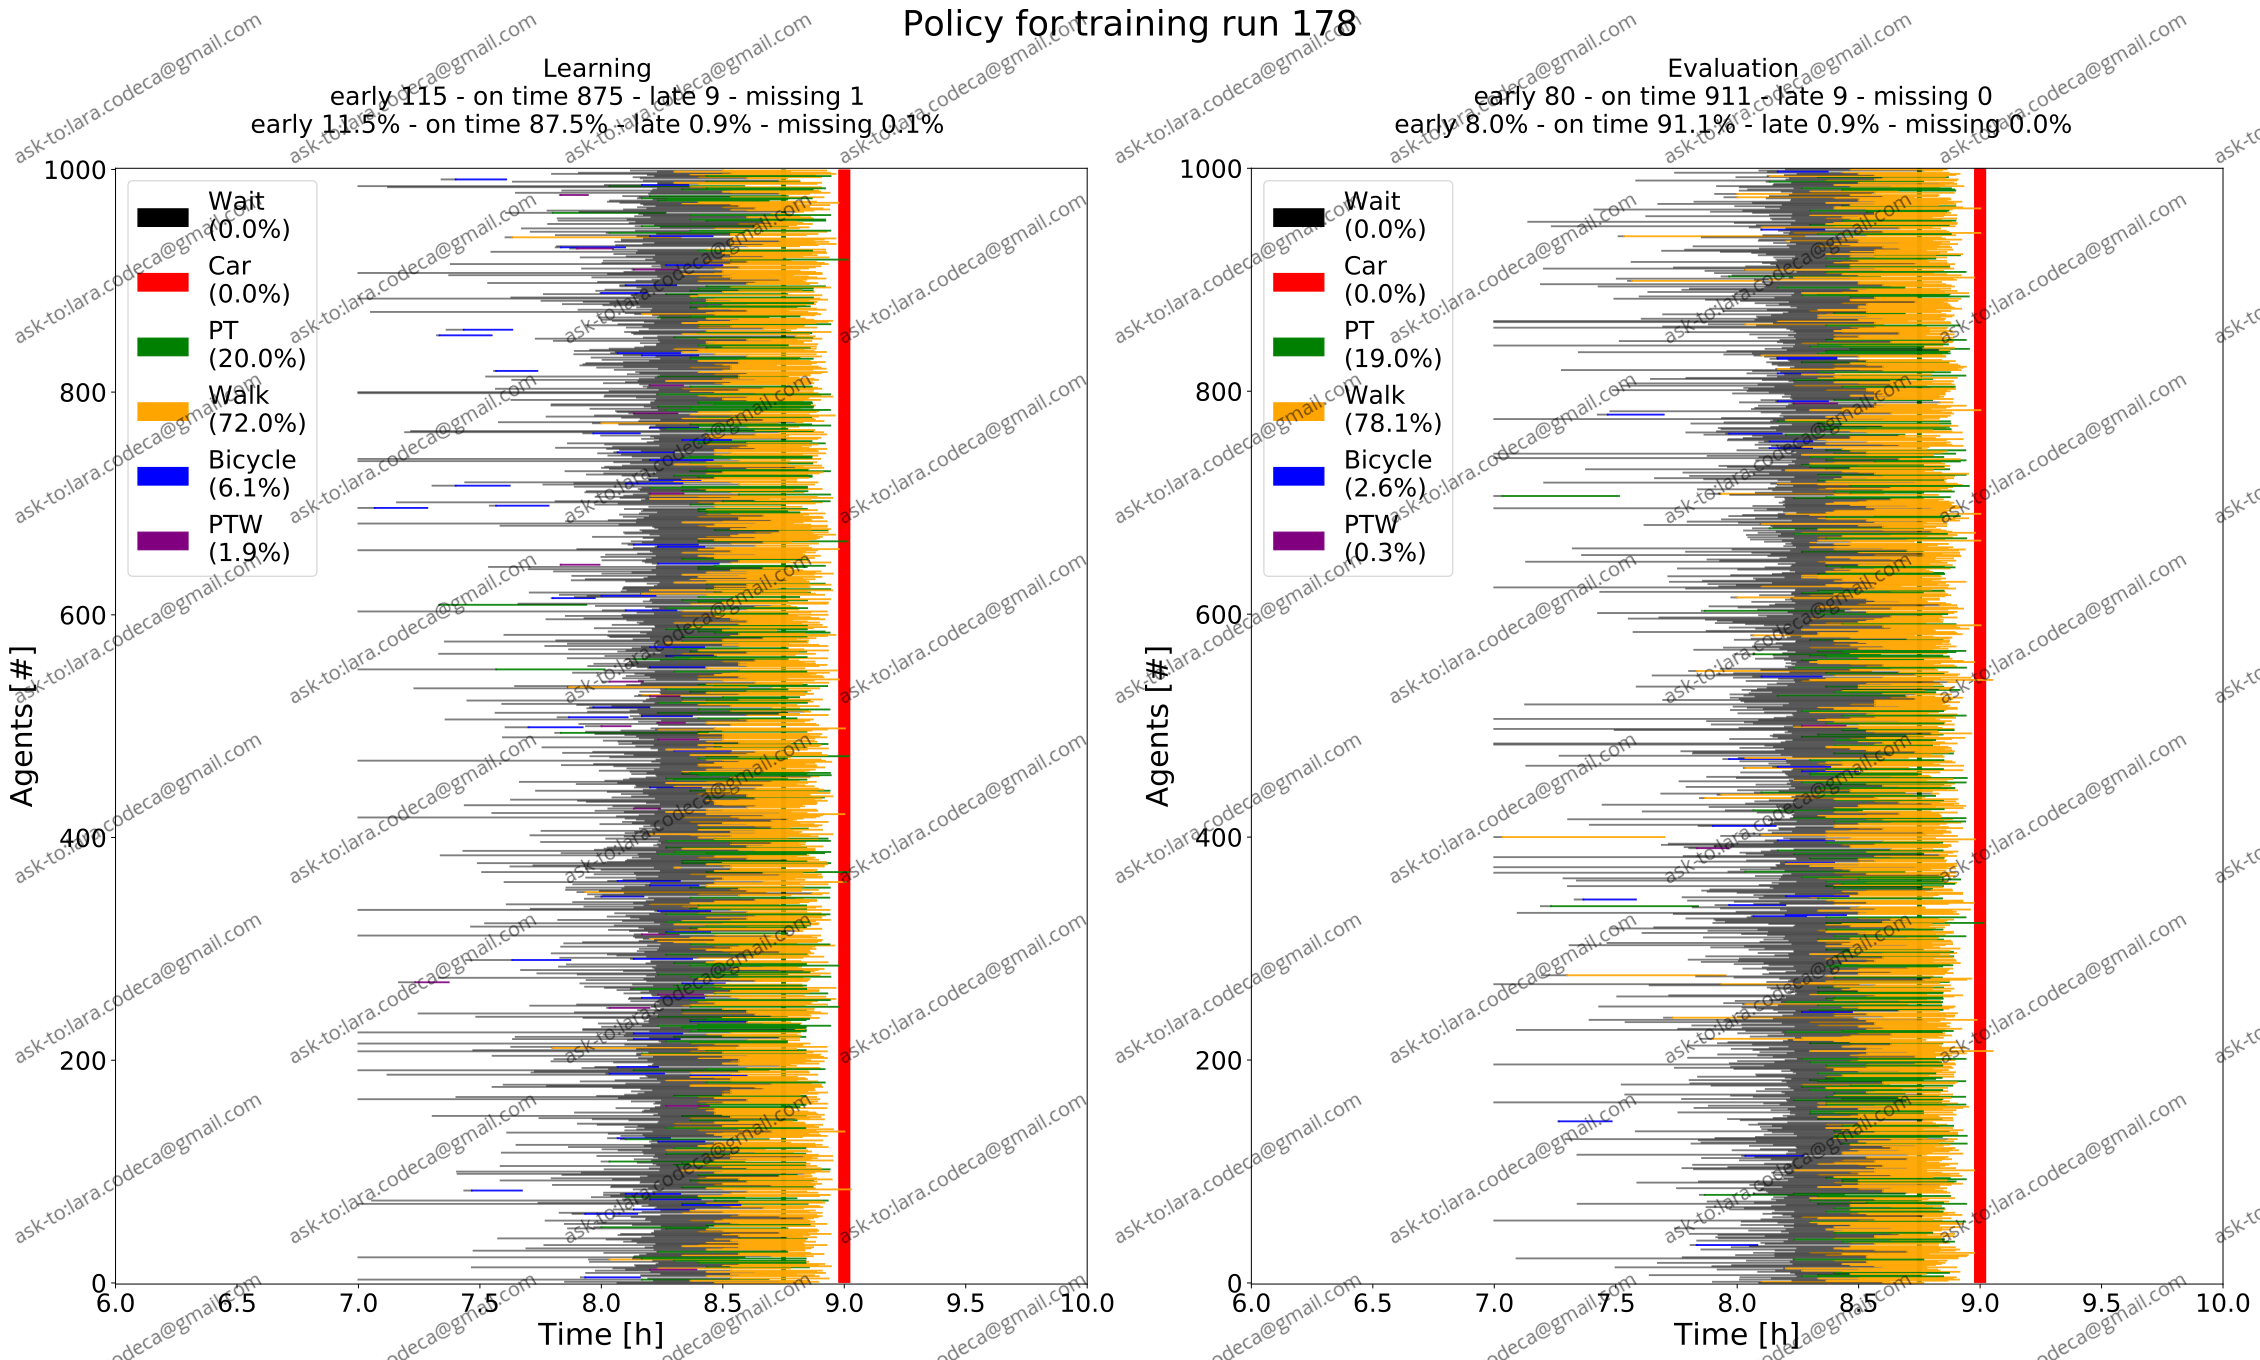 Policy for training run 178
Learning
early 115 - on time 875 - late 9 - missing 1
early 11.5% - on time 87.5% - late 0.9% - missing 0.1%
Agents [#]
1000
800
600
400
200
0
Wait
(0.0%)
Car
(0.0%)
PT
(20.0%)
Walk
(72.0%)
Bicycle
(6.1%)
PTW
(1.9%)
6.0 6.5 7.0 7.5 8.0 8.5 9.0 9.5 10.0
Time [h]
Evaluation
early 80 - on time 911 - late 9 - missing 0
early 8.0% - on time 91.1% - late 0.9% - missing 0.0%
Agents [#]
1000
800
600
400
200
0
Wait
(0.0%)
Car
(0.0%)
PT
(19.0%)
Walk
(78.1%)
Bicycle
(2.6%)
PTW
(0.3%)
6.0 6.5 7.0 7.5 8.0 8.5 9.0 9.5 10.0
Time [h]
ask-to:lara.codeca@gmail.com